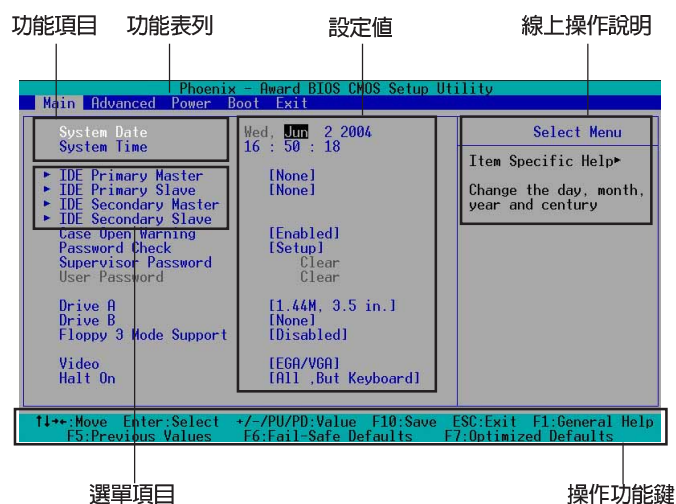 功能項目 功能表列 設定值 線上操作說明
Phoenix - Award BIOS CMOS Setup Utility
Main Advanced Power Boot Exit
System Date Wed, Jun 2 2004 Select Menu
System Time 16 : 50 : 18
Item Specific Help►
► IDE Primary Master [None]
► IDE Primary Slave [None] Change the day, month,
► IDE Secondary Master year and century
► IDE Secondary Slave
Case Open Warning [Enabled]
Password Check [Setup]
Supervisor Password Clear
User Password Clear
Drive A [1.44M, 3.5 in.]
Drive B [None]
Floppy 3 Mode Support [Disabled]
Video [EGA/VGA]
Halt On [All ,But Keyboard]
↑↓→←:Move Enter:Select +/-/PU/PD:Value F10:Save ESC:Exit F1:General Help
F5:Previous Values F6:Fail-Safe Defaults F7:Optimized Defaults
選單項目 操作功能鍵